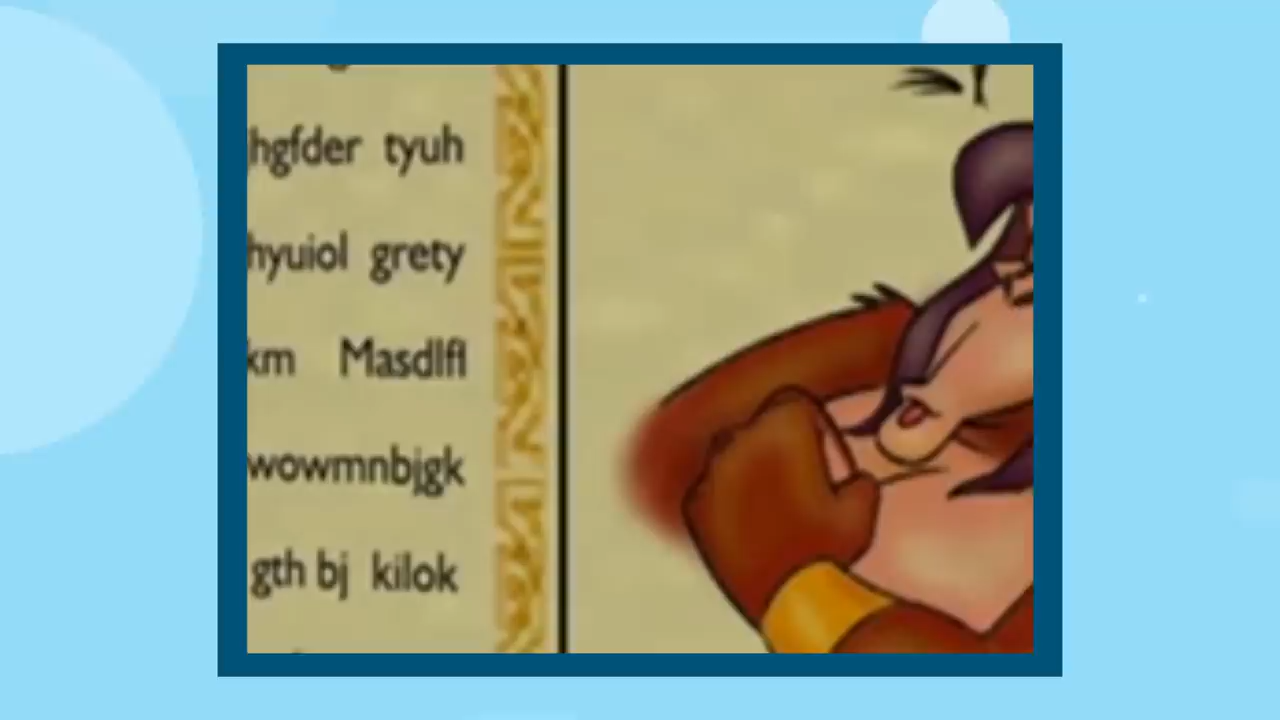 hgfder tyuh
hyuiol grety
km Masdlfl
wowmnbjgk
gth bj kilok